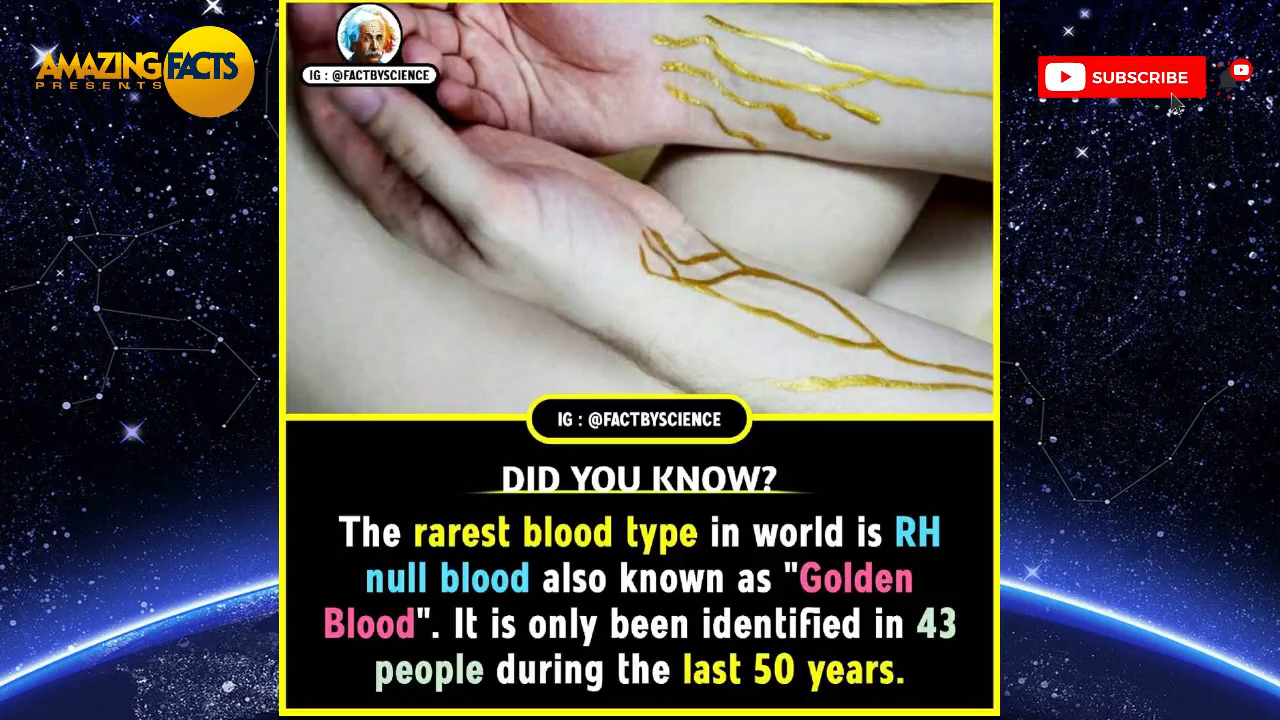 AMAZING FACTS
PRESENTS
IG : @FACTBYSCIENCE
SUBSCRIBE
IG : @FACTBYSCIENCE
DID YOU KNOW?
The rarest blood type in world is RH
null blood also known as "Golden
Blood". It is only been identified in 43
people during the last 50 years.